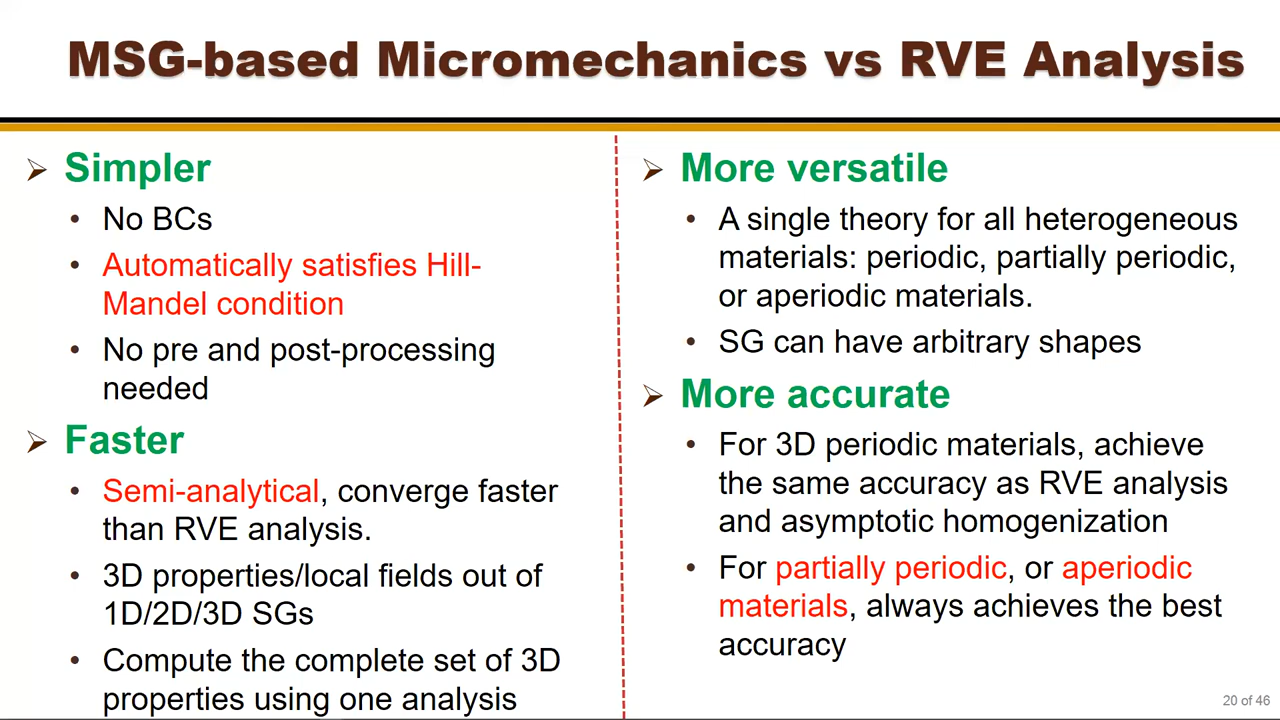 MSG-based Micromechanics vs RVE Analysis
Simpler
• No BCs
• Automatically satisfies Hill-
Mandel condition
• No pre and post-processing
needed
Faster
• Semi-analytical, converge faster
than RVE analysis.
• 3D properties/local fields out of
1D/2D/3D SGs
• Compute the complete set of 3D
properties using one analysis
More versatile
• A single theory for all heterogeneous
materials: periodic, partially periodic,
or aperiodic materials.
• SG can have arbitrary shapes
More accurate
• For 3D periodic materials, achieve
the same accuracy as RVE analysis
and asymptotic homogenization
• For partially periodic, or aperiodic
materials, always achieves the best
accuracy
20 of 46